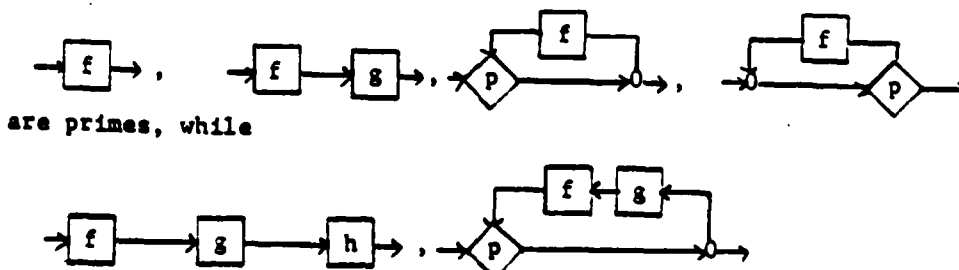 f f
f , f g , p , p
are primes, while
f g
f g h , p